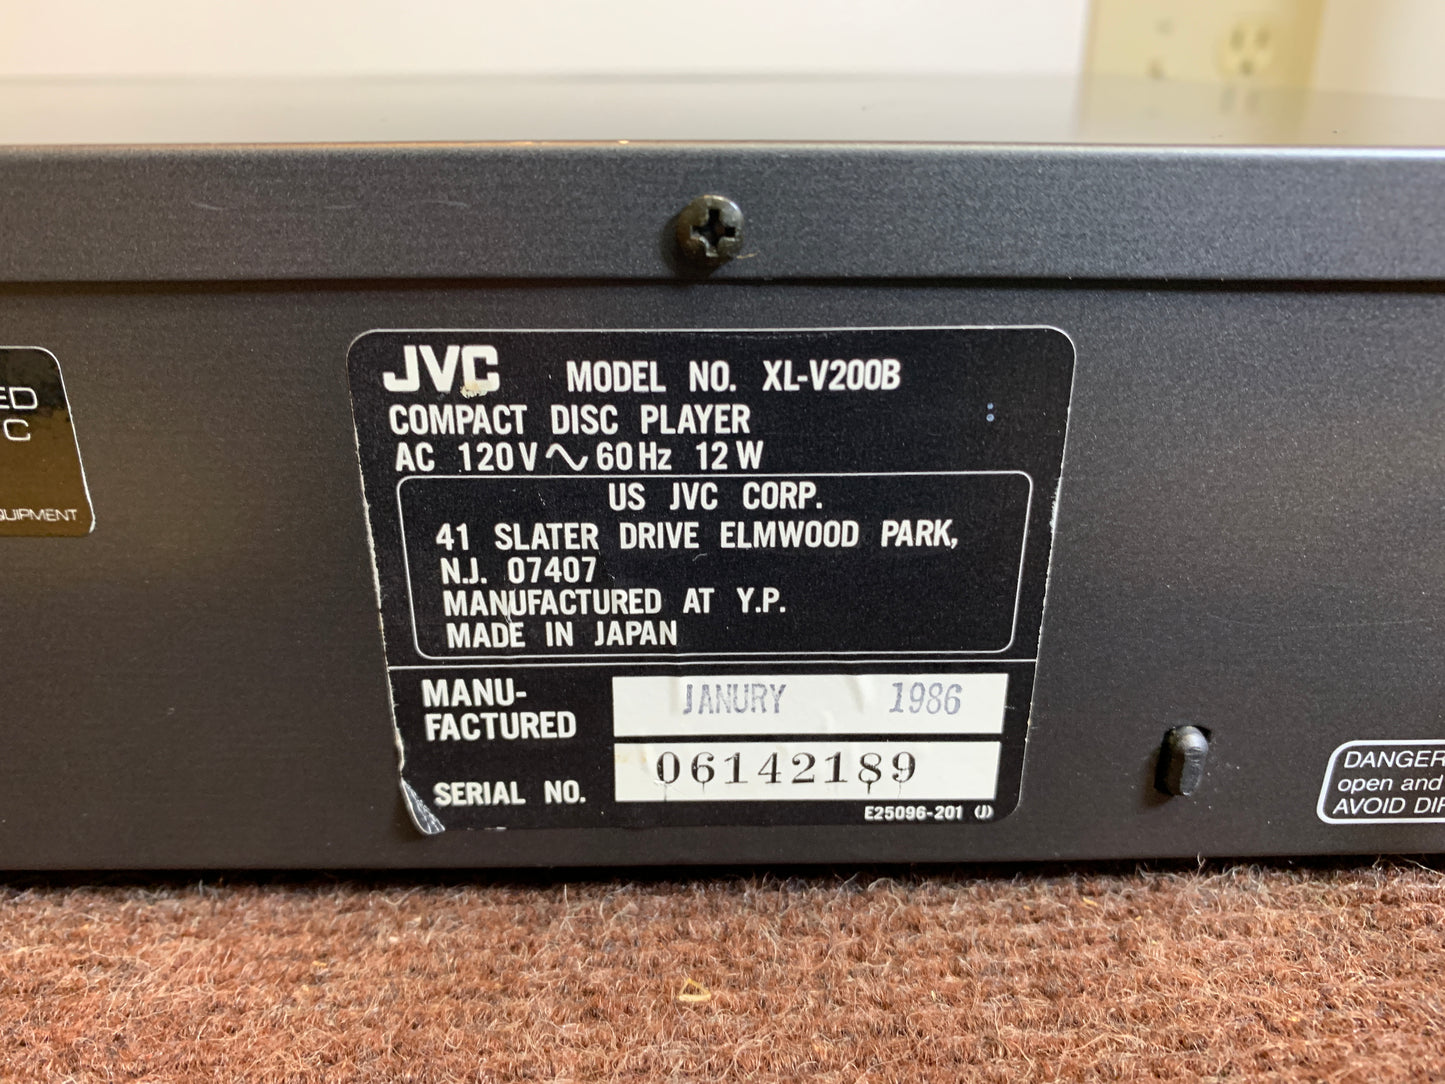 JVC MODEL NO. XL-V200B
COMPACT DISC PLAYER
AC 120V ∿ 60Hz 12W
US JVC CORP.
41 SLATER DRIVE ELMWOOD PARK,
N.J. 07407
MANUFACTURED AT Y.P.
MADE IN JAPAN
MANU-
FACTURED
JANURY 1986
SERIAL NO.
06142189
E25096-201 (J)
ED
C
QUIPMENT
DANGER
open and
AVOID DIR